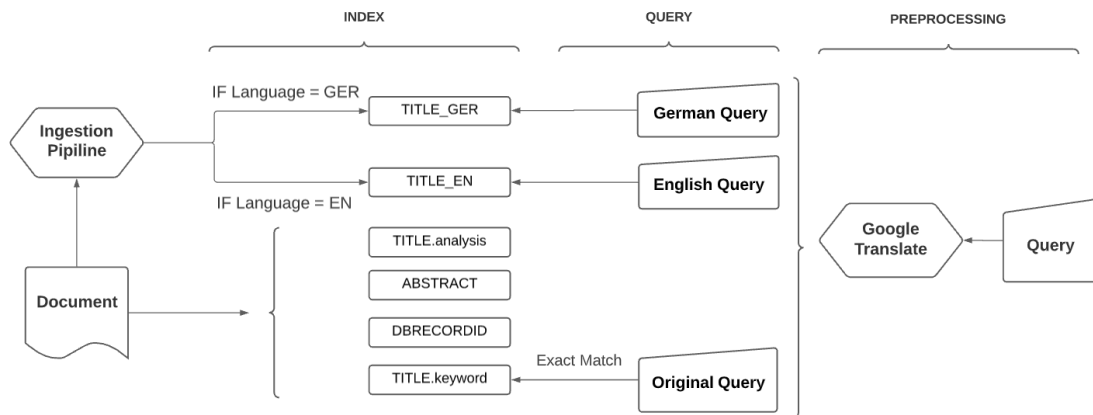 INDEX
QUERY
PREPROCESSING
IF Language = GER
TITLE_GER
German Query
Ingestion
Pipiline
TITLE_EN
English Query
IF Language = EN
TITLE.analysis
Google
Translate
Query
ABSTRACT
Document
DBRECORDID
Exact Match
TITLE.keyword
Original Query